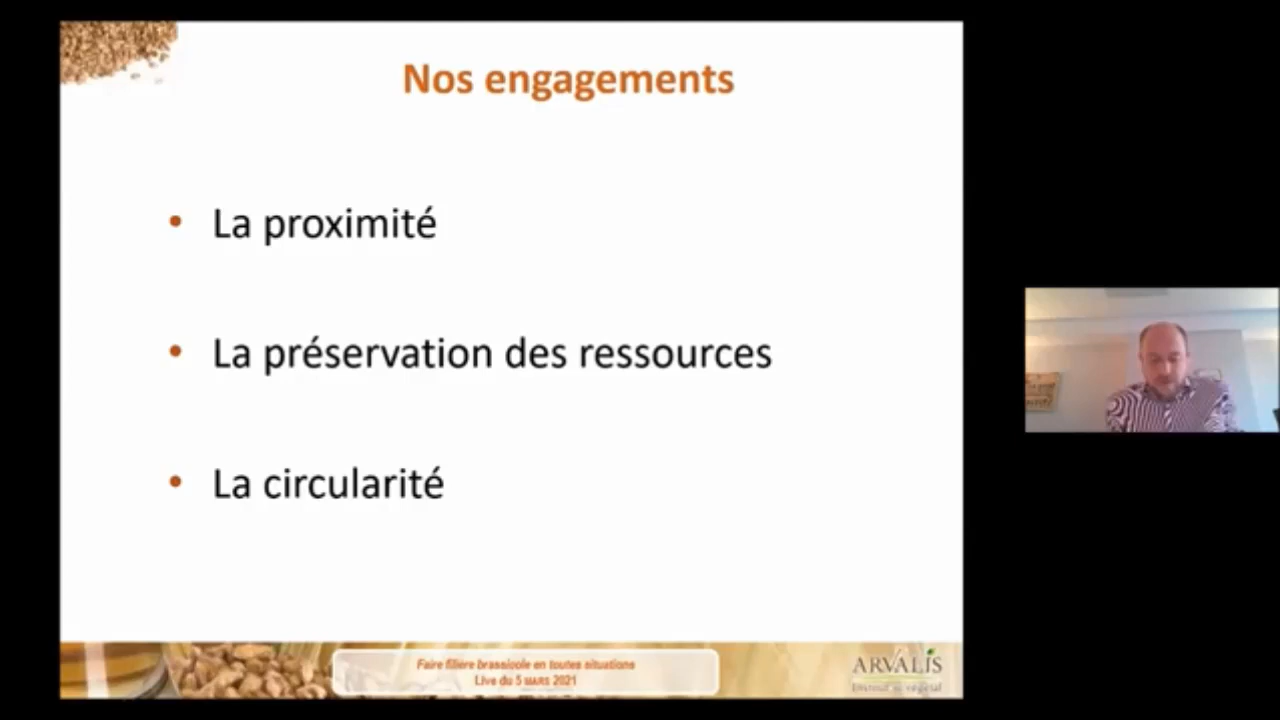 Nos engagements
• La proximité
• La préservation des ressources
• La circularité
Faire filière brassicole en toutes situations
Live du 5 MARS 2021
ARVALIS
Institut du végétal